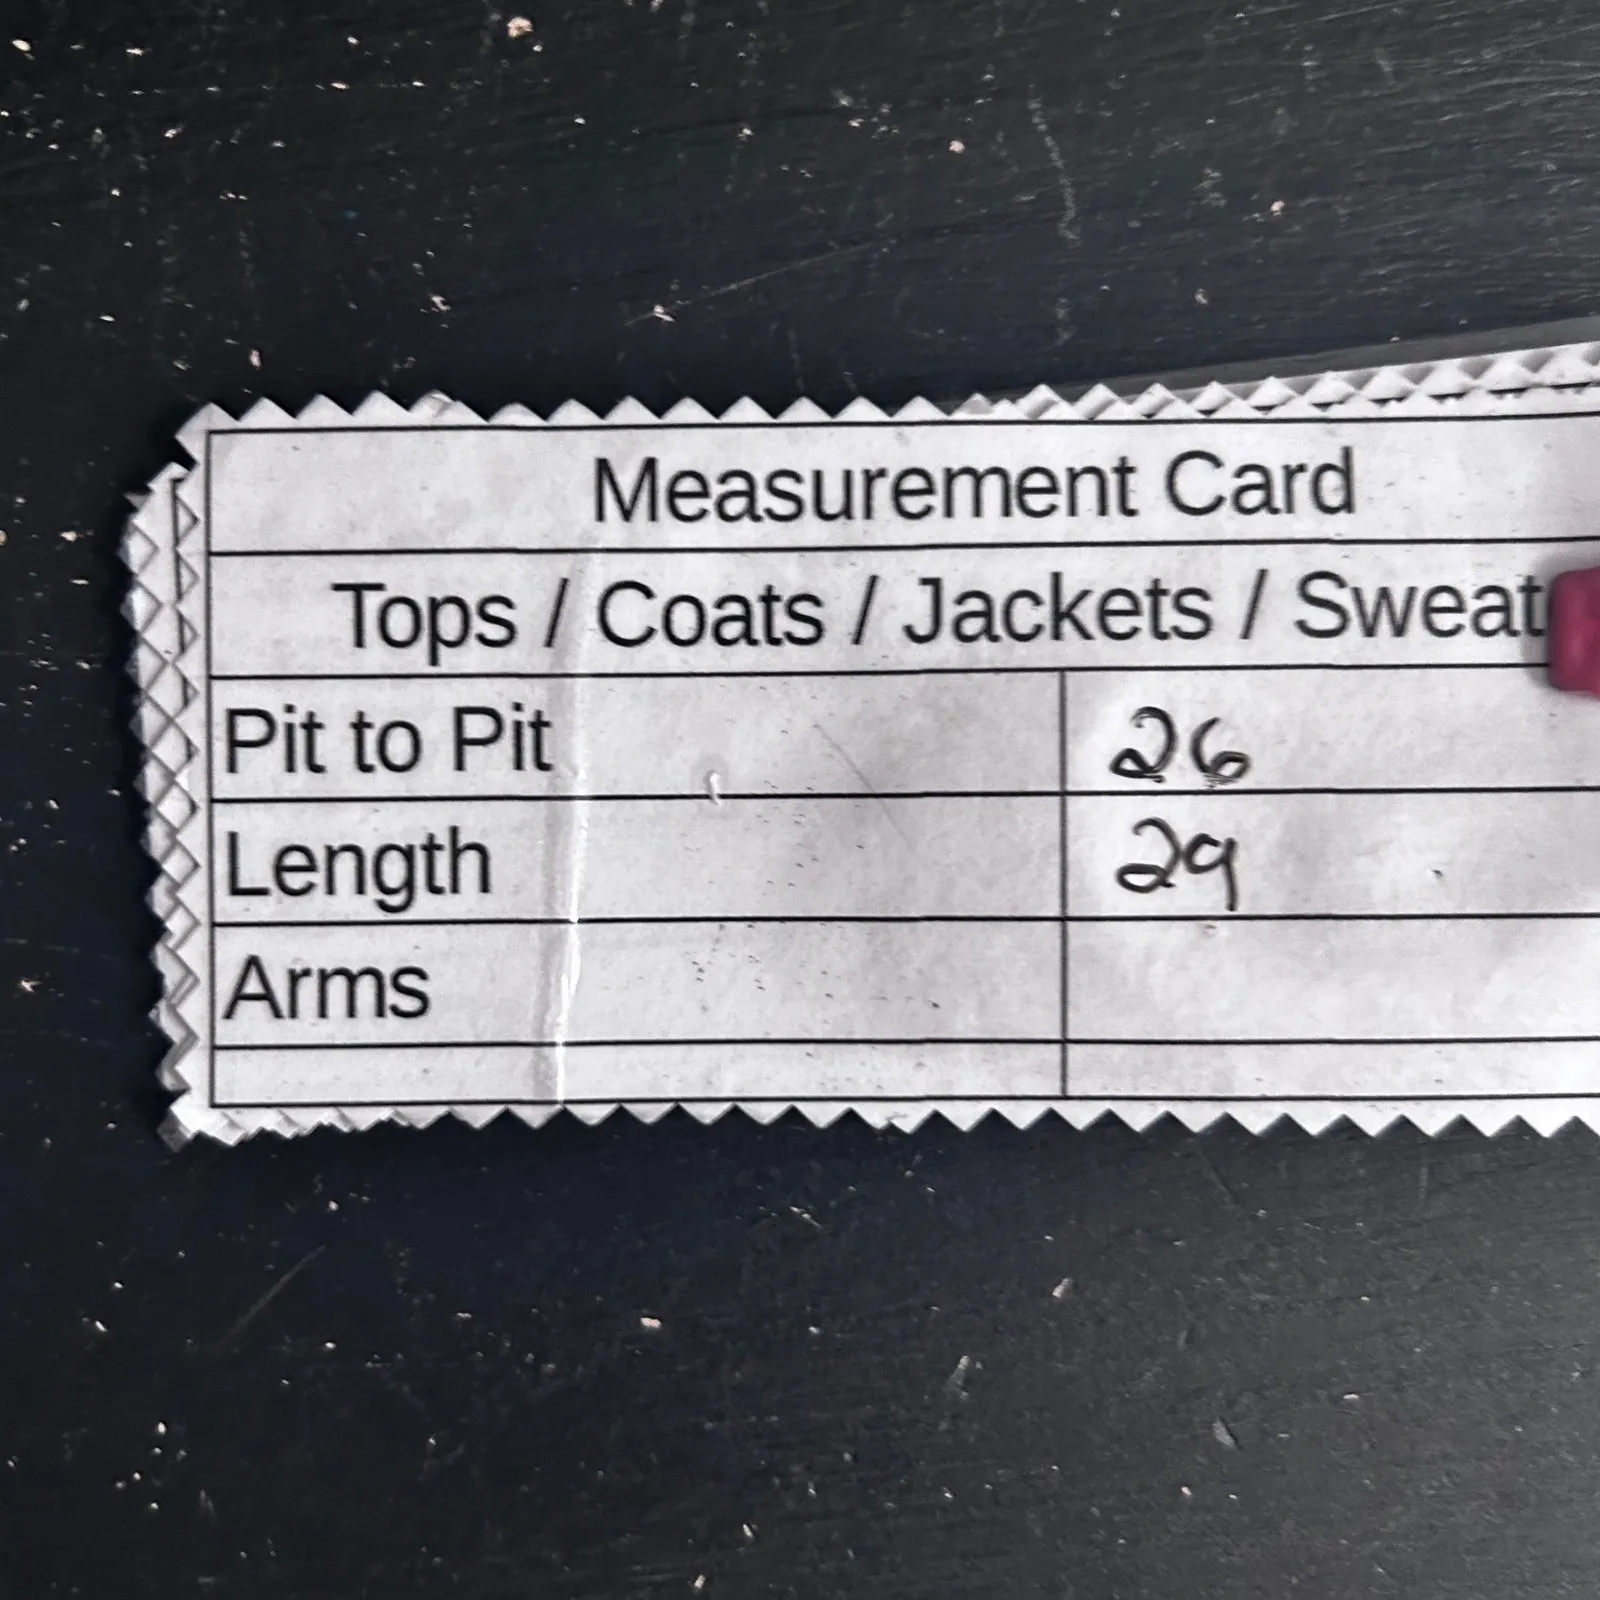 Measurement Card
Tops / Coats / Jackets / Sweat
Pit to Pit 26
Length 29
Arms